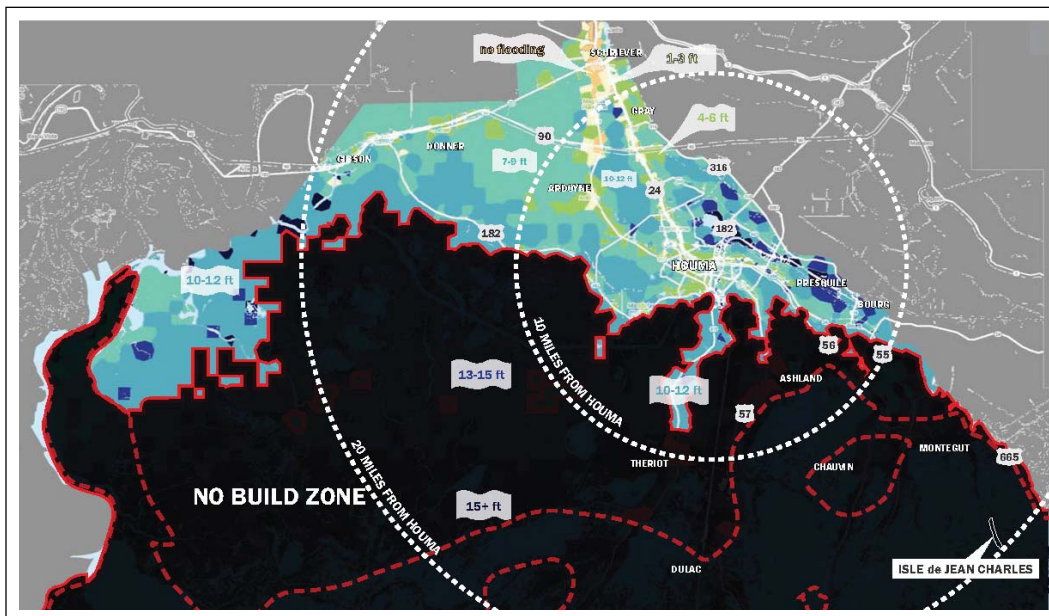 no flooding
SCHRIEVER
1-3 ft
GRAY
4-6 ft
90
DONNER
GIBSON
7-9 ft
10-12 ft
316
ARDOYNE
24
182
182
HOUMA
10-12 ft
PRESQUILE
BOURG
10 MILES FROM HOUMA
56
55
13-15 ft
10-12 ft
ASHLAND
57
MONTEGUT
THERIOT
CHAUVIN
665
20 MILES FROM HOUMA
NO BUILD ZONE
15+ ft
DULAC
ISLE de JEAN CHARLES